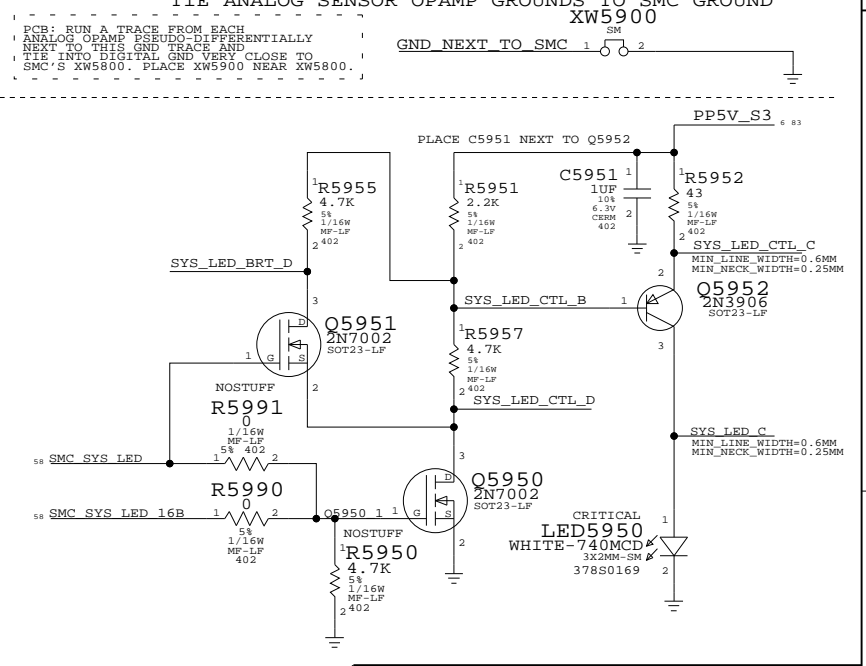 TIE ANALOG SENSOR OPAMP GROUNDS TO SMC GROUND
PCB: RUN A TRACE FROM EACH
ANALOG OPAMP PSEUDO-DIFFERENTIALLY
NEXT TO THIS GND TRACE AND
TIE INTO DIGITAL GND VERY CLOSE TO
SMC'S XW5800. PLACE XW5900 NEAR XW5800.
XW5900
SM
GND_NEXT_TO_SMC 1 2
PP5V_S3 6 83
PLACE C5951 NEXT TO Q5952
1
R5955
4.7K
5%
1/16W
MF-LF
402
2
1
R5951
2.2K
5%
1/16W
MF-LF
402
2
C5951
1
1UF
10%
6.3V
CERM
402
2
1
R5952
43
5%
1/16W
MF-LF
402
2
SYS_LED_CTL_C
MIN_LINE_WIDTH=0.6MM
MIN_NECK_WIDTH=0.25MM
SYS_LED_BRT_D
SYS_LED_CTL_B
2
1
Q5952
2N3906
SOT23-LF
3
3
D
Q5951
2N7002
SOT23-LF
1 G S
2
1
R5957
4.7K
5%
1/16W
MF-LF
402
2
SYS_LED_CTL_D
NOSTUFF
R5991
0
1/16W
MF-LF
5% 402
58 SMC_SYS_LED 1 2
SYS_LED_C
MIN_LINE_WIDTH=0.6MM
MIN_NECK_WIDTH=0.25MM
3
D
Q5950
2N7002
SOT23-LF
1 G S
2
R5990
0
58 SMC_SYS_LED_16B 1 2 Q5950_1
5%
1/16W
MF-LF
402
NOSTUFF
1
R5950
4.7K
5%
1/16W
MF-LF
402
2
CRITICAL
LED5950
WHITE-740MCD
3X2MM-SM
378S0169
1
2